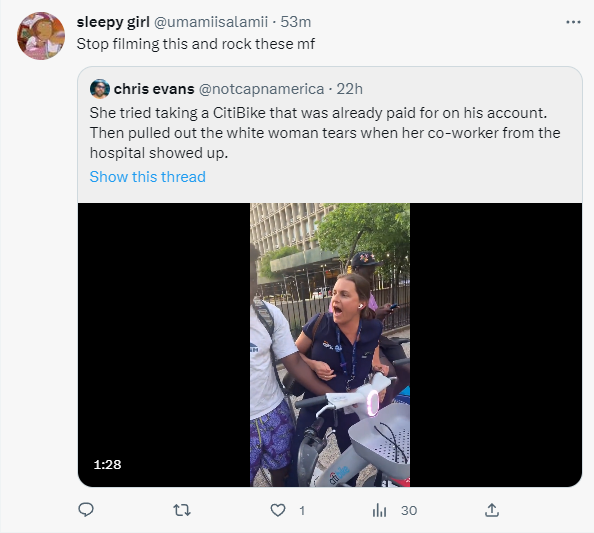 sleepy girl @umamiisalamii · 53m
Stop filming this and rock these mf
chris evans @notcapnamerica · 22h
She tried taking a CitiBike that was already paid for on his account.
Then pulled out the white woman tears when her co-worker from the
hospital showed up.
Show this thread
1:28
1
30